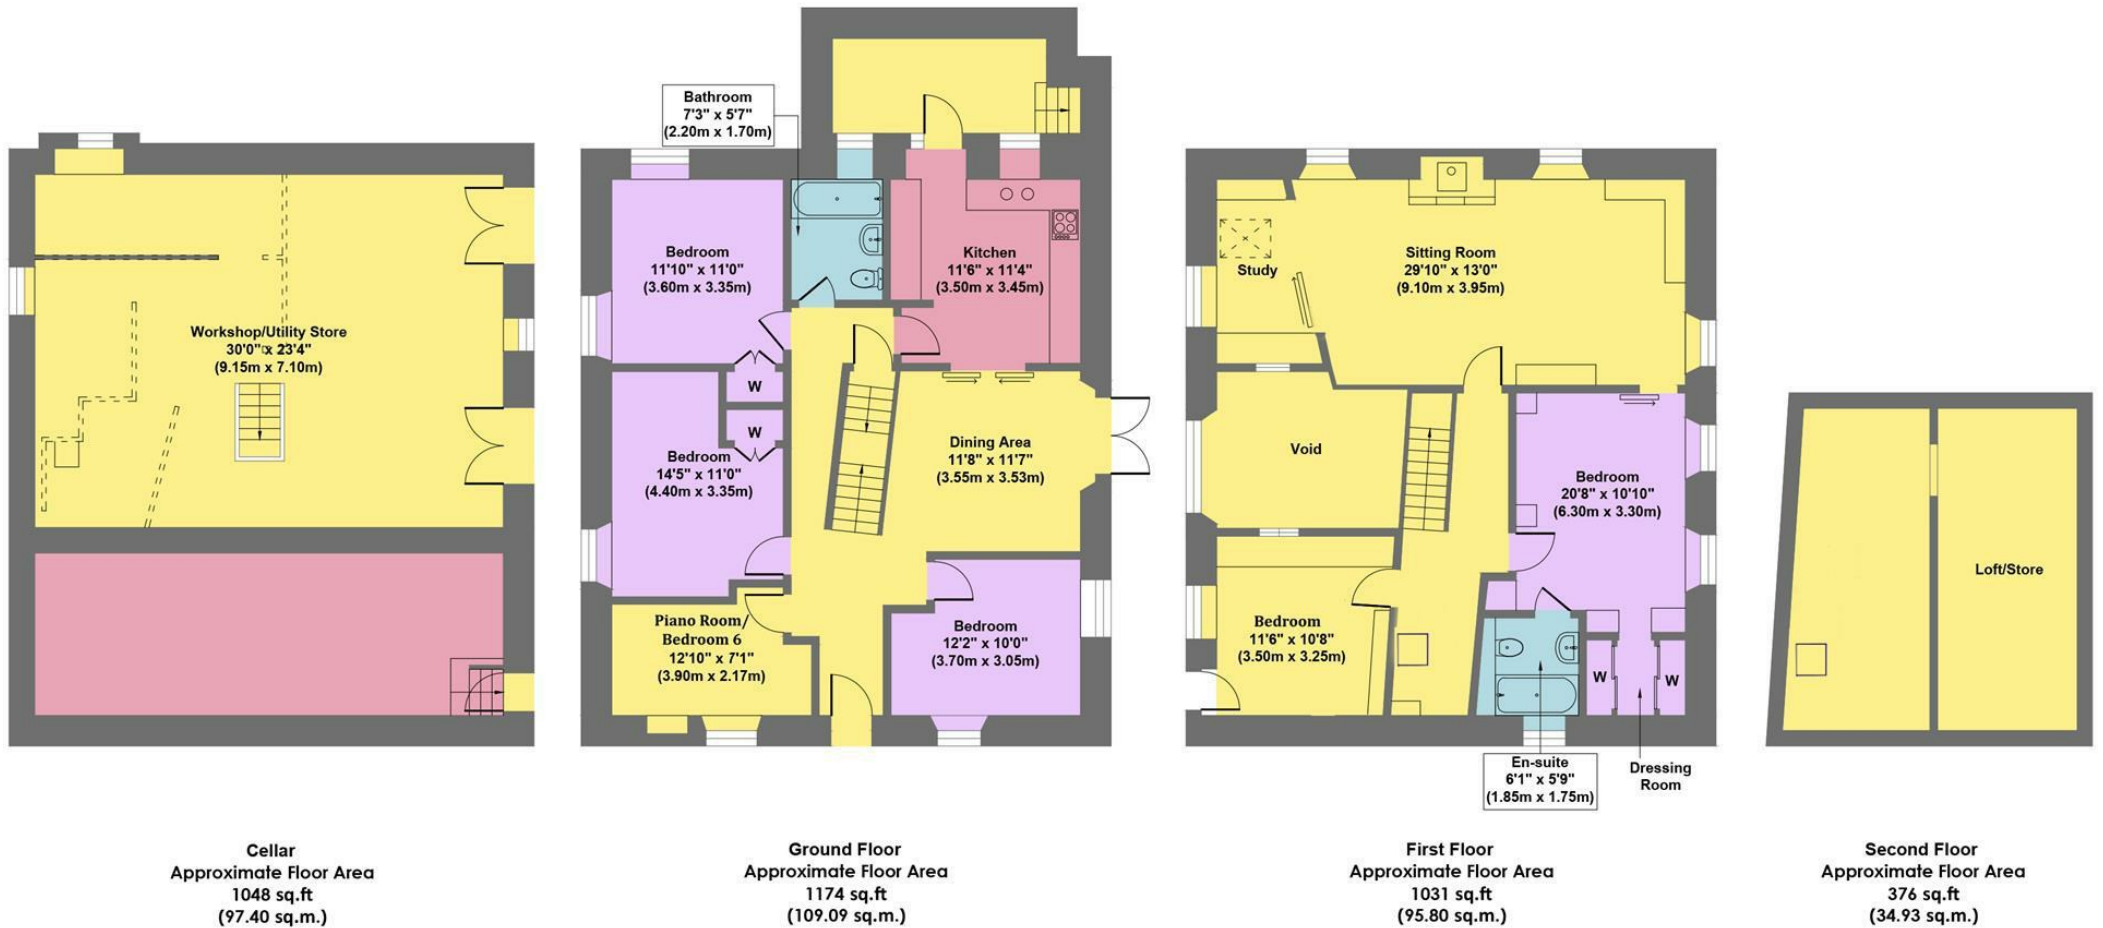 Workshop/Utility Store
30'0" x 23'4"
(9.15m x 7.10m)
Cellar
Approximate Floor Area
1048 sq.ft
(97.40 sq.m.)
Bathroom
7'3" x 5'7"
(2.20m x 1.70m)
Bedroom
11'10" x 11'0"
(3.60m x 3.35m)
Kitchen
11'6" x 11'4"
(3.50m x 3.45m)
W
W
Bedroom
14'5" x 11'0"
(4.40m x 3.35m)
Dining Area
11'8" x 11'7"
(3.55m x 3.53m)
Piano Room/
Bedroom 6
12'10" x 7'1"
(3.90m x 2.17m)
Bedroom
12'2" x 10'0"
(3.70m x 3.05m)
Ground Floor
Approximate Floor Area
1174 sq.ft
(109.09 sq.m.)
Study
Sitting Room
29'10" x 13'0"
(9.10m x 3.95m)
Void
Bedroom
20'8" x 10'10"
(6.30m x 3.30m)
Bedroom
11'6" x 10'8"
(3.50m x 3.25m)
W
W
En-suite
6'1" x 5'9"
(1.85m x 1.75m)
Dressing
Room
First Floor
Approximate Floor Area
1031 sq.ft
(95.80 sq.m.)
Loft/Store
Second Floor
Approximate Floor Area
376 sq.ft
(34.93 sq.m.)